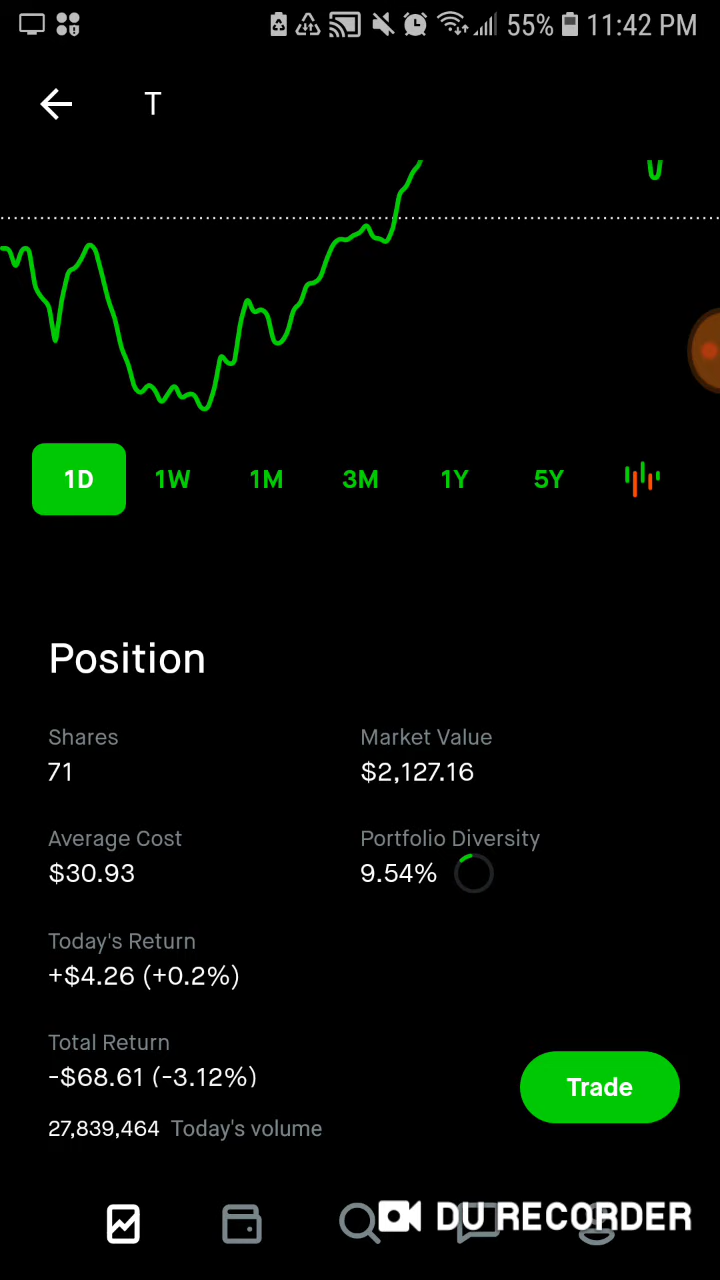 55% 11:42 PM
T
1D 1W 1M 3M 1Y 5Y
Position
Shares Market Value
71 $2,127.16
Average Cost Portfolio Diversity
$30.93 9.54%
Today's Return
+$4.26 (+0.2%)
Total Return
-$68.61 (-3.12%)
Trade
27,839,464 Today's volume
DU RECORDER